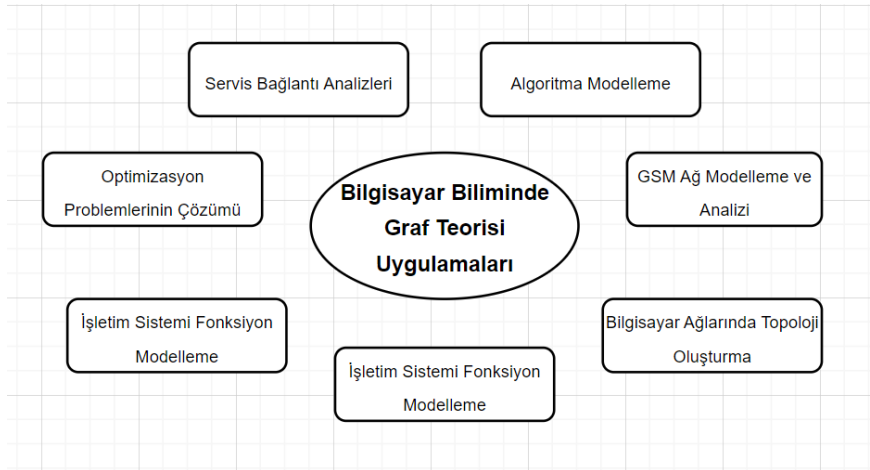 Servis Bağlantı Analizleri
Algoritma Modelleme
Optimizasyon
Problemlerinin Çözümü
Bilgisayar Biliminde
Graf Teorisi
Uygulamaları
GSM Ağ Modelleme ve
Analizi
İşletim Sistemi Fonksiyon
Modelleme
İşletim Sistemi Fonksiyon
Modelleme
Bilgisayar Ağlarında Topoloji
Oluşturma